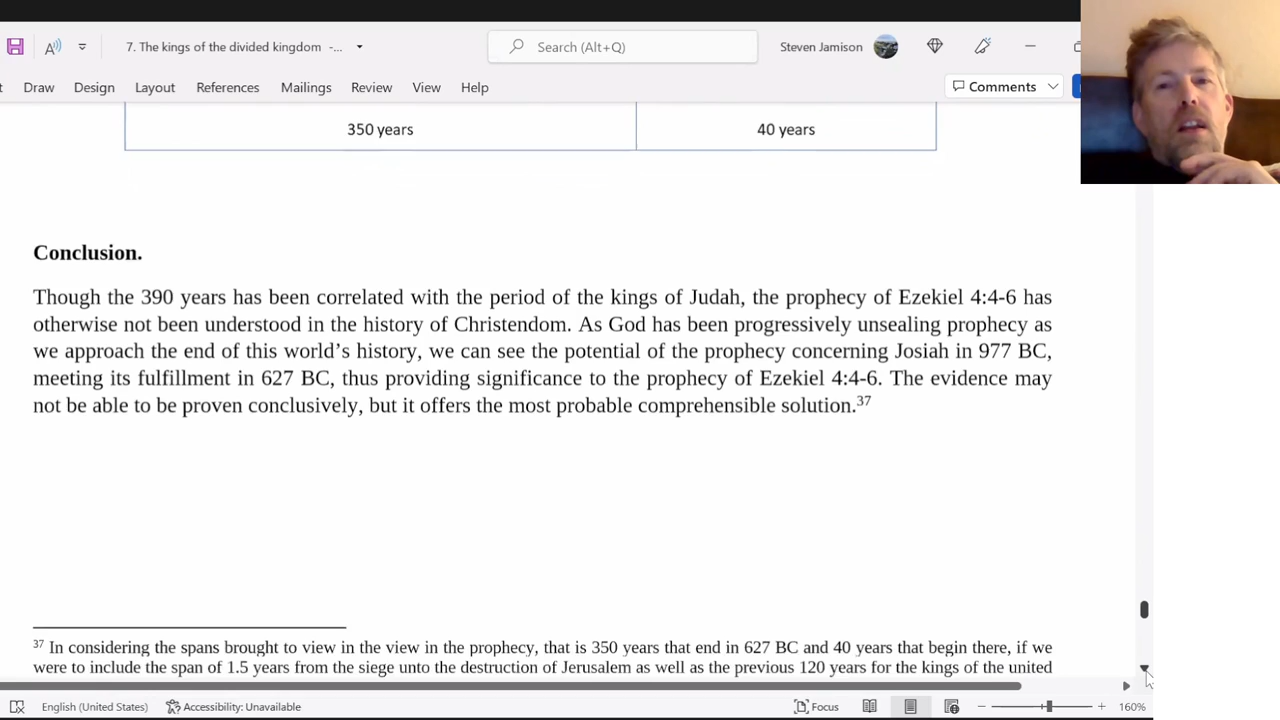 7. The kings of the divided kingdom -...
Search (Alt+Q)
Steven Jamison
Draw Design Layout References Mailings Review View Help
Comments
350 years 40 years
Conclusion.
Though the 390 years has been correlated with the period of the kings of Judah, the prophecy of Ezekiel 4:4-6 has
otherwise not been understood in the history of Christendom. As God has been progressively unsealing prophecy as
we approach the end of this world’s history, we can see the potential of the prophecy concerning Josiah in 977 BC,
meeting its fulfillment in 627 BC, thus providing significance to the prophecy of Ezekiel 4:4-6. The evidence may
not be able to be proven conclusively, but it offers the most probable comprehensible solution.37
37 In considering the spans brought to view in the view in the prophecy, that is 350 years that end in 627 BC and 40 years that begin there, if we
were to include the span of 1.5 years from the siege unto the destruction of Jerusalem as well as the previous 120 years for the kings of the united
English (United States) Accessibility: Unavailable Focus 160%